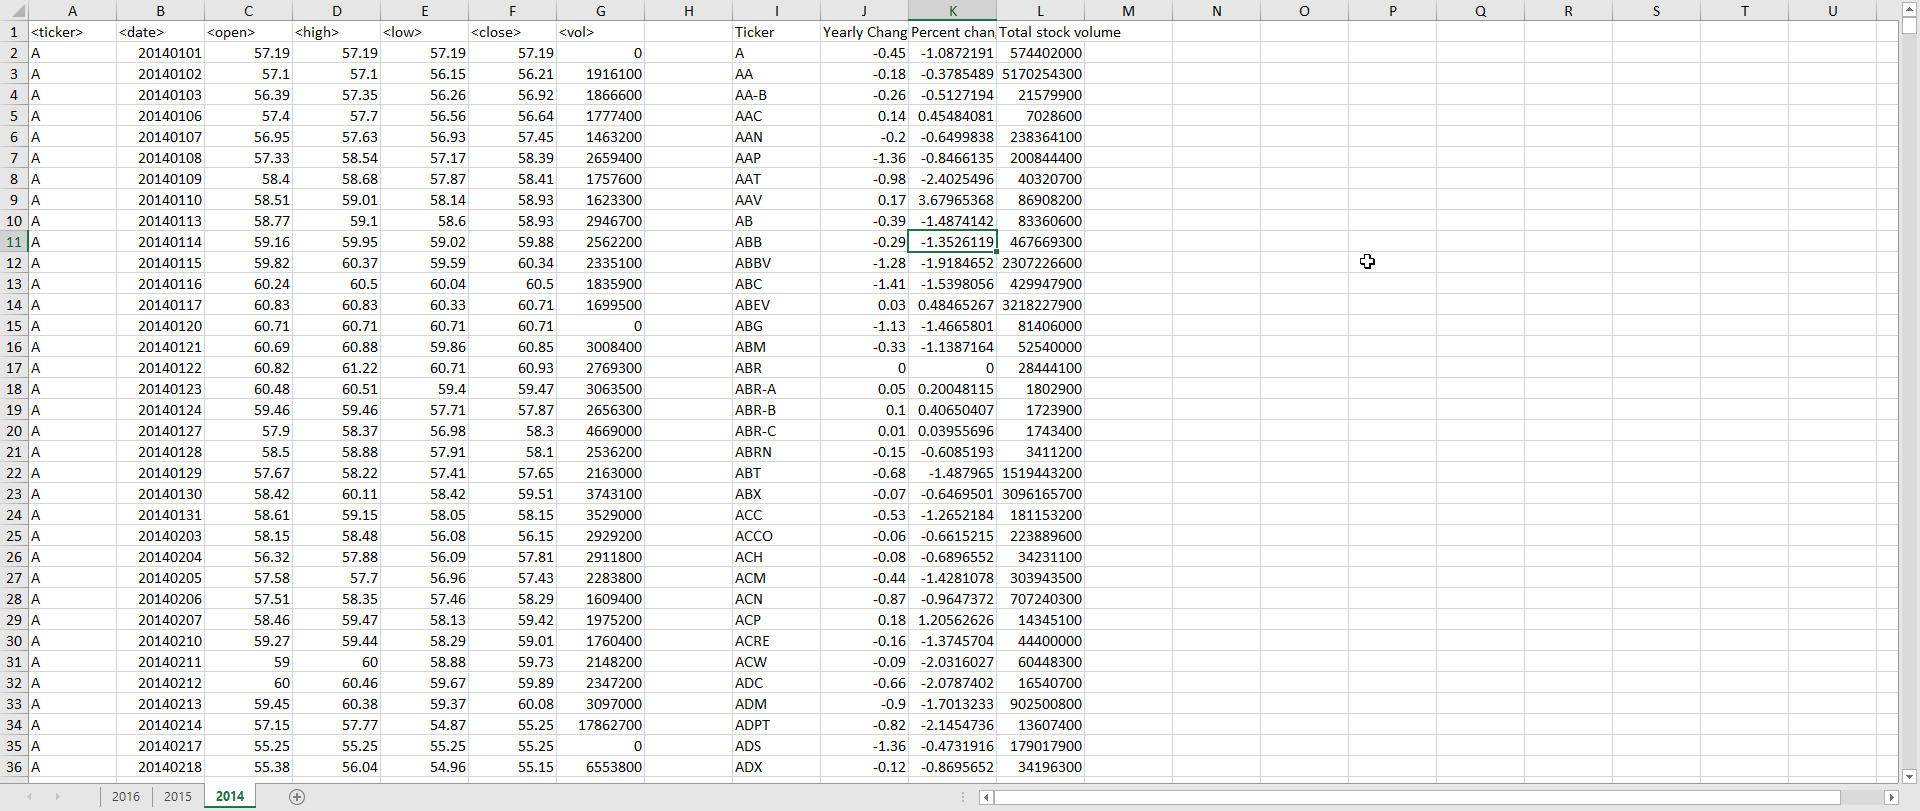 A B C D E F G H I J K L M N O P Q R S T U
1 <ticker> <date> <open> <high> <low> <close> <vol> Ticker Yearly Chang Percent chan Total stock volume
2 A 20140101 57.19 57.19 57.19 57.19 0 A -0.45 -1.0872191 574402000
3 A 20140102 57.1 57.1 56.15 56.21 1916100 AA -0.18 -0.3785489 5170254300
4 A 20140103 56.39 57.35 56.26 56.92 1866600 AA-B -0.26 -0.5127194 21579900
5 A 20140106 57.4 57.7 56.56 56.64 1777400 AAC 0.14 0.45484081 7028600
6 A 20140107 56.95 57.63 56.93 57.45 1463200 AAN -0.2 -0.6499838 238364100
7 A 20140108 57.33 58.54 57.17 58.39 2659400 AAP -1.36 -0.8466135 200844400
8 A 20140109 58.4 58.68 57.87 58.41 1757600 AAT -0.98 -2.4025496 40320700
9 A 20140110 58.51 59.01 58.14 58.93 1623300 AAV 0.17 3.67965368 86908200
10 A 20140113 58.77 59.1 58.6 58.93 2946700 AB -0.39 -1.4874142 83360600
11 A 20140114 59.16 59.95 59.02 59.88 2562200 ABB -0.29 -1.3526119 467669300
12 A 20140115 59.82 60.37 59.59 60.34 2335100 ABBV -1.28 -1.9184652 2307226600
13 A 20140116 60.24 60.5 60.04 60.5 1835900 ABC -1.41 -1.5398056 429947900
14 A 20140117 60.83 60.83 60.33 60.71 1699500 ABEV 0.03 0.48465267 3218227900
15 A 20140120 60.71 60.71 60.71 60.71 0 ABG -1.13 -1.4665801 81406000
16 A 20140121 60.69 60.88 59.86 60.85 3008400 ABM -0.33 -1.1387164 52540000
17 A 20140122 60.82 61.22 60.71 60.93 2769300 ABR 0 0 28444100
18 A 20140123 60.48 60.51 59.4 59.47 3063500 ABR-A 0.05 0.20048115 1802900
19 A 20140124 59.46 59.46 57.71 57.87 2656300 ABR-B 0.1 0.40650407 1723900
20 A 20140127 57.9 58.37 56.98 58.3 4669000 ABR-C 0.01 0.03955696 1743400
21 A 20140128 58.5 58.88 57.91 58.1 2536200 ABRN -0.15 -0.6085193 3411200
22 A 20140129 57.67 58.22 57.41 57.65 2163000 ABT -0.68 -1.487965 1519443200
23 A 20140130 58.42 60.11 58.42 59.51 3743100 ABX -0.07 -0.6469501 3096165700
24 A 20140131 58.61 59.15 58.05 58.15 3529000 ACC -0.53 -1.2652184 181153200
25 A 20140203 58.15 58.48 56.08 56.15 2929200 ACCO -0.06 -0.6615215 223889600
26 A 20140204 56.32 57.88 56.09 57.81 2911800 ACH -0.08 -0.6896552 34231100
27 A 20140205 57.58 57.7 56.96 57.43 2283800 ACM -0.44 -1.4281078 303943500
28 A 20140206 57.51 58.35 57.46 58.29 1609400 ACN -0.87 -0.9647372 707240300
29 A 20140207 58.46 59.47 58.13 59.42 1975200 ACP 0.18 1.20562626 14345100
30 A 20140210 59.27 59.44 58.29 59.01 1760400 ACRE -0.16 -1.3745704 44400000
31 A 20140211 59 60 58.88 59.73 2148200 ACW -0.09 -2.0316027 60448300
32 A 20140212 60 60.46 59.67 59.89 2347200 ADC -0.66 -2.0787402 16540700
33 A 20140213 59.45 60.38 59.37 60.08 3097000 ADM -0.9 -1.7013233 902500800
34 A 20140214 57.15 57.77 54.87 55.25 17862700 ADPT -0.82 -2.1454736 13607400
35 A 20140217 55.25 55.25 55.25 55.25 0 ADS -1.36 -0.4731916 179017900
36 A 20140218 55.38 56.04 54.96 55.15 6553800 ADX -0.12 -0.8695652 34196300
2016 2015 2014